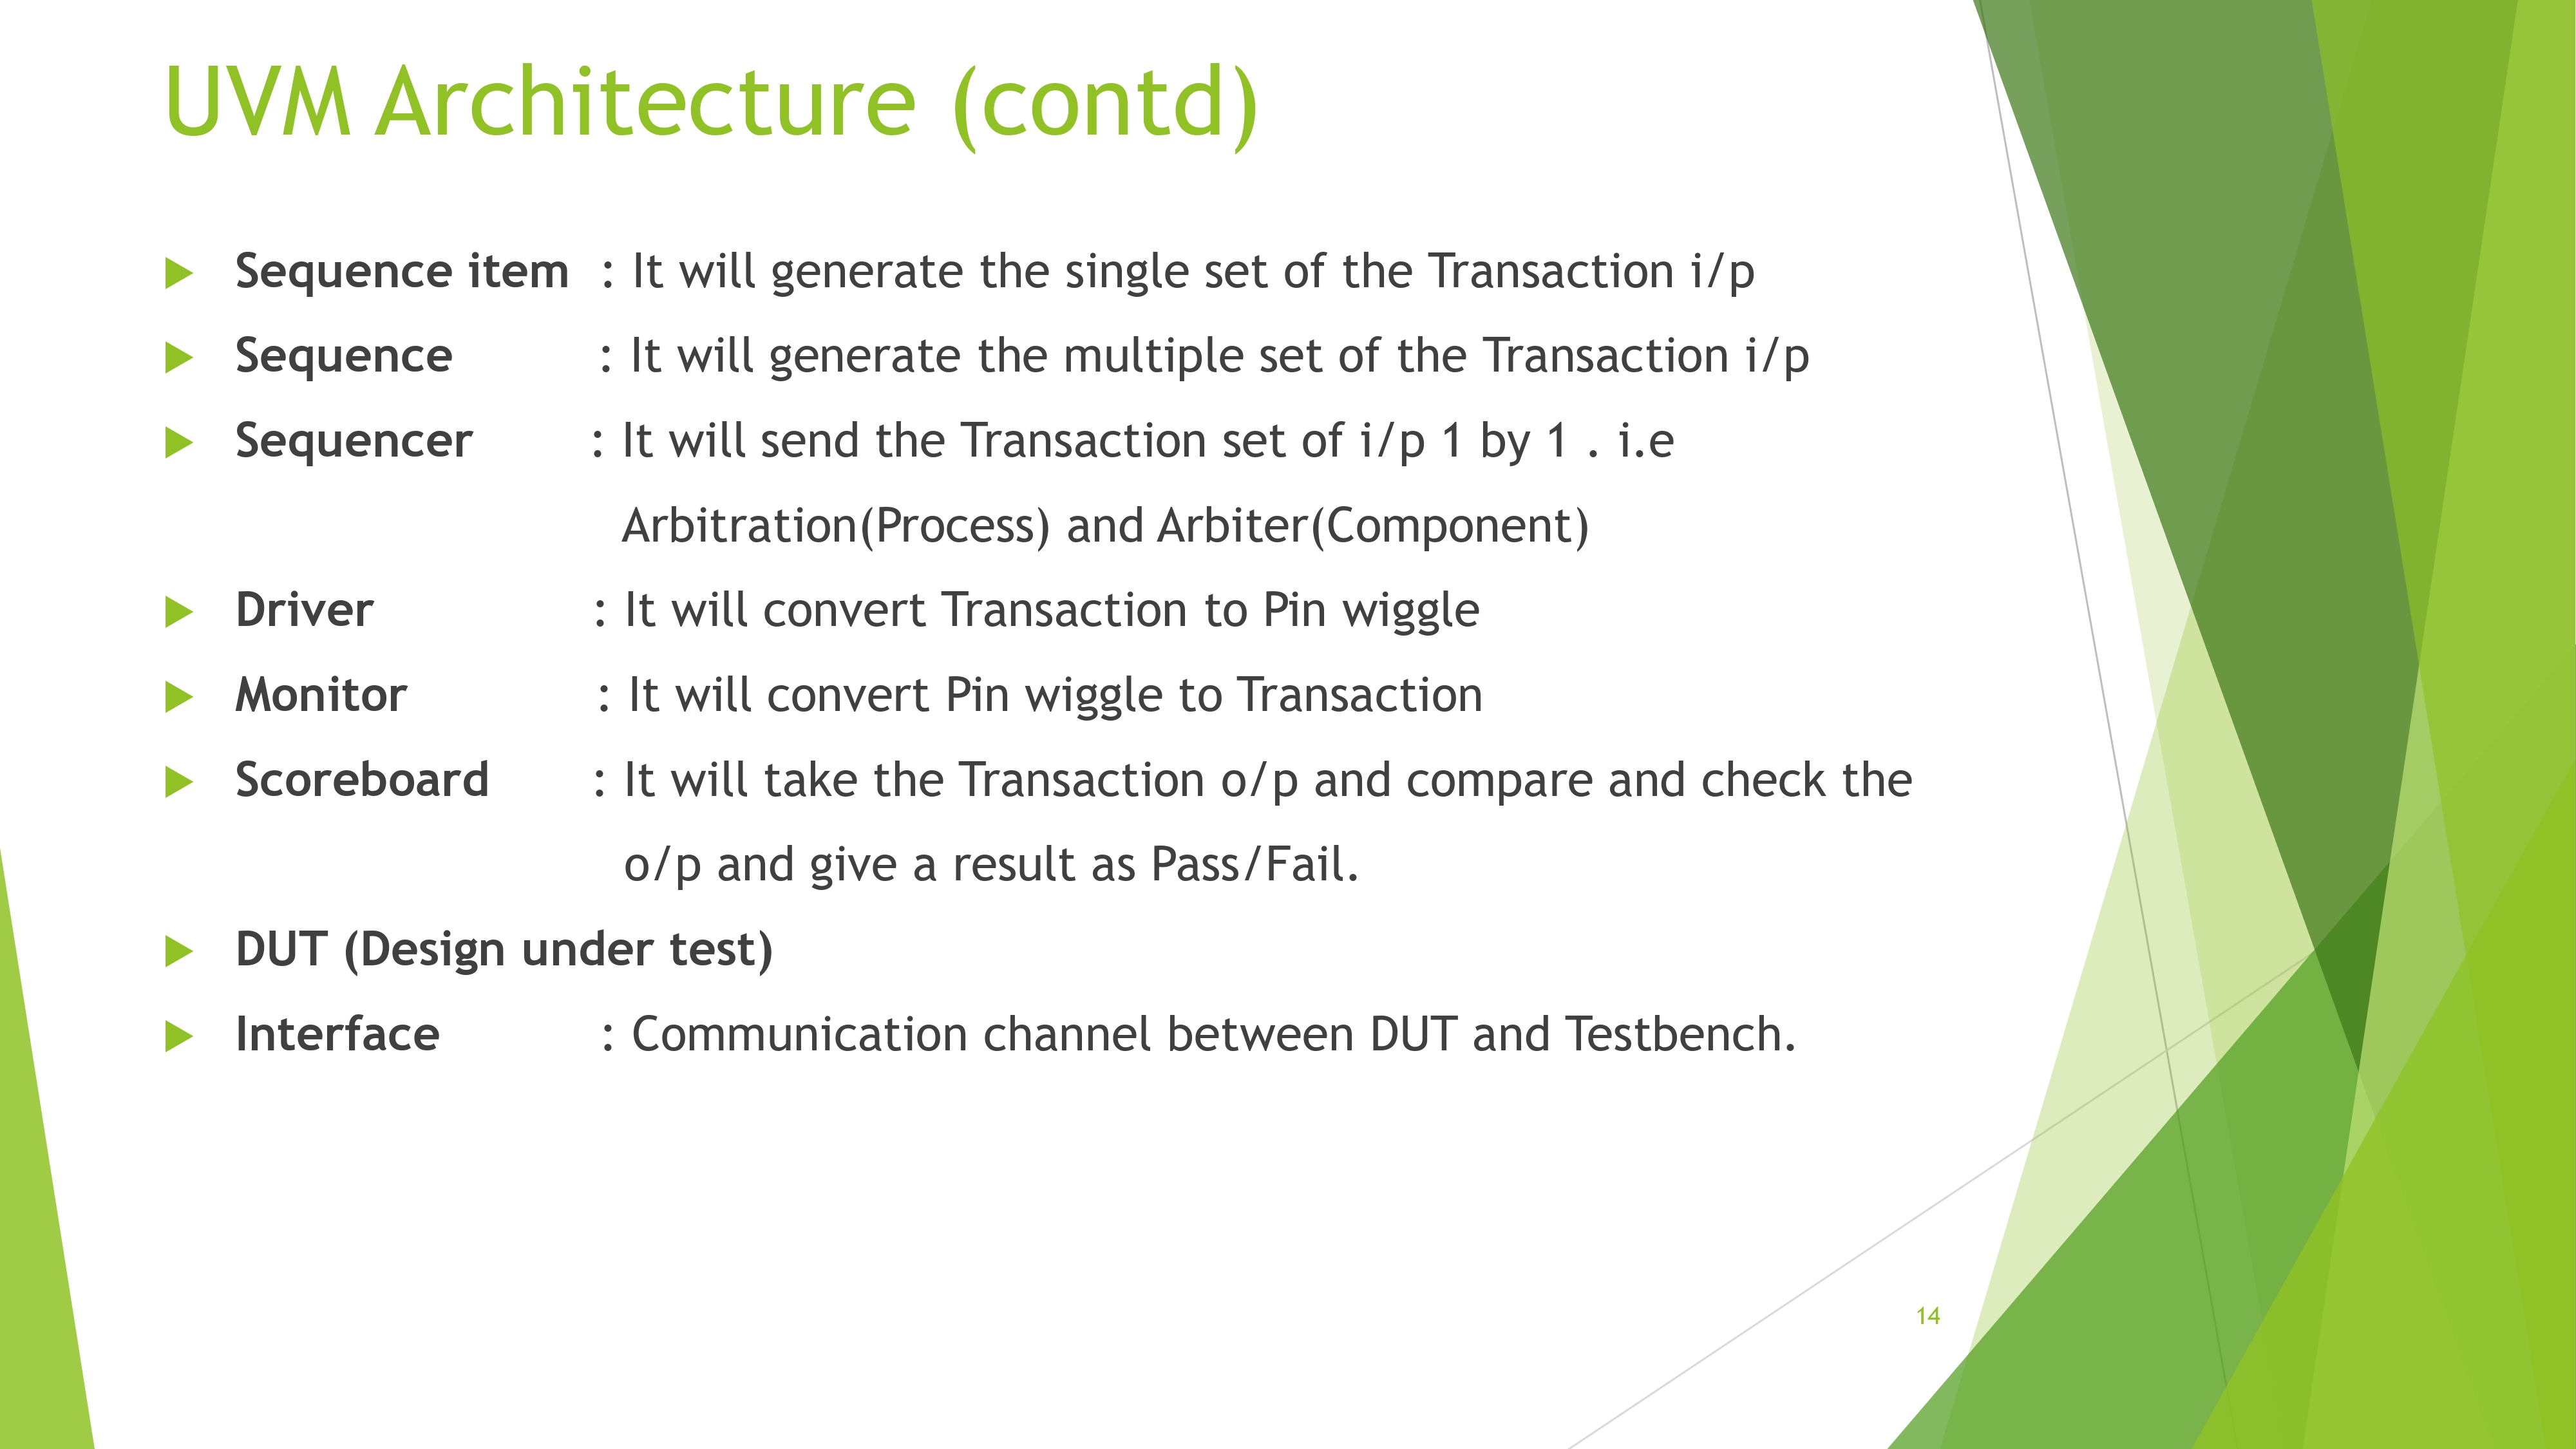 UVM Architecture (contd)
Sequence item : It will generate the single set of the Transaction i/p
Sequence : It will generate the multiple set of the Transaction i/p
Sequencer : It will send the Transaction set of i/p 1 by 1 . i.e
Arbitration(Process) and Arbiter(Component)
Driver : It will convert Transaction to Pin wiggle
Monitor : It will convert Pin wiggle to Transaction
Scoreboard : It will take the Transaction o/p and compare and check the
o/p and give a result as Pass/Fail.
DUT (Design under test)
Interface : Communication channel between DUT and Testbench.
14